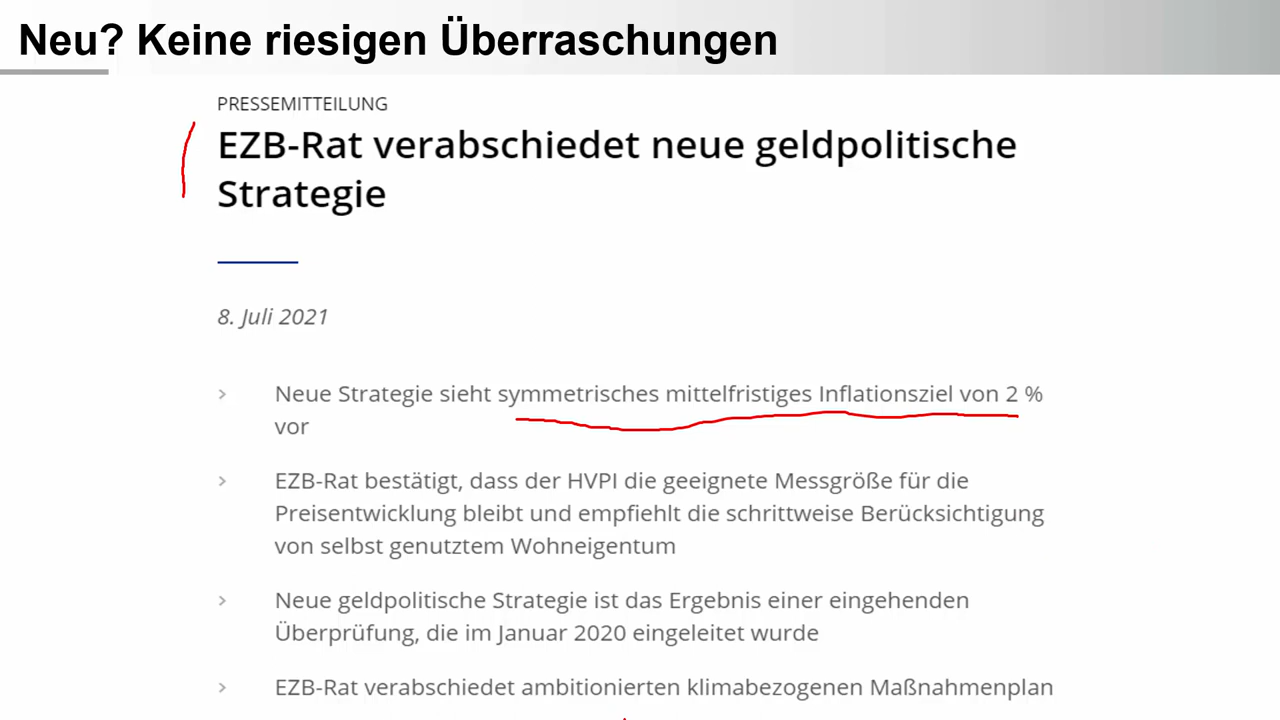 Neu? Keine riesigen Überraschungen
PRESSEMITTEILUNG
EZB-Rat verabschiedet neue geldpolitische
Strategie
8. Juli 2021
Neue Strategie sieht symmetrisches mittelfristiges Inflationsziel von 2 %
vor
EZB-Rat bestätigt, dass der HVPI die geeignete Messgröße für die
Preisentwicklung bleibt und empfiehlt die schrittweise Berücksichtigung
von selbst genutztem Wohneigentum
Neue geldpolitische Strategie ist das Ergebnis einer eingehenden
Überprüfung, die im Januar 2020 eingeleitet wurde
EZB-Rat verabschiedet ambitionierten klimabezogenen Maßnahmenplan